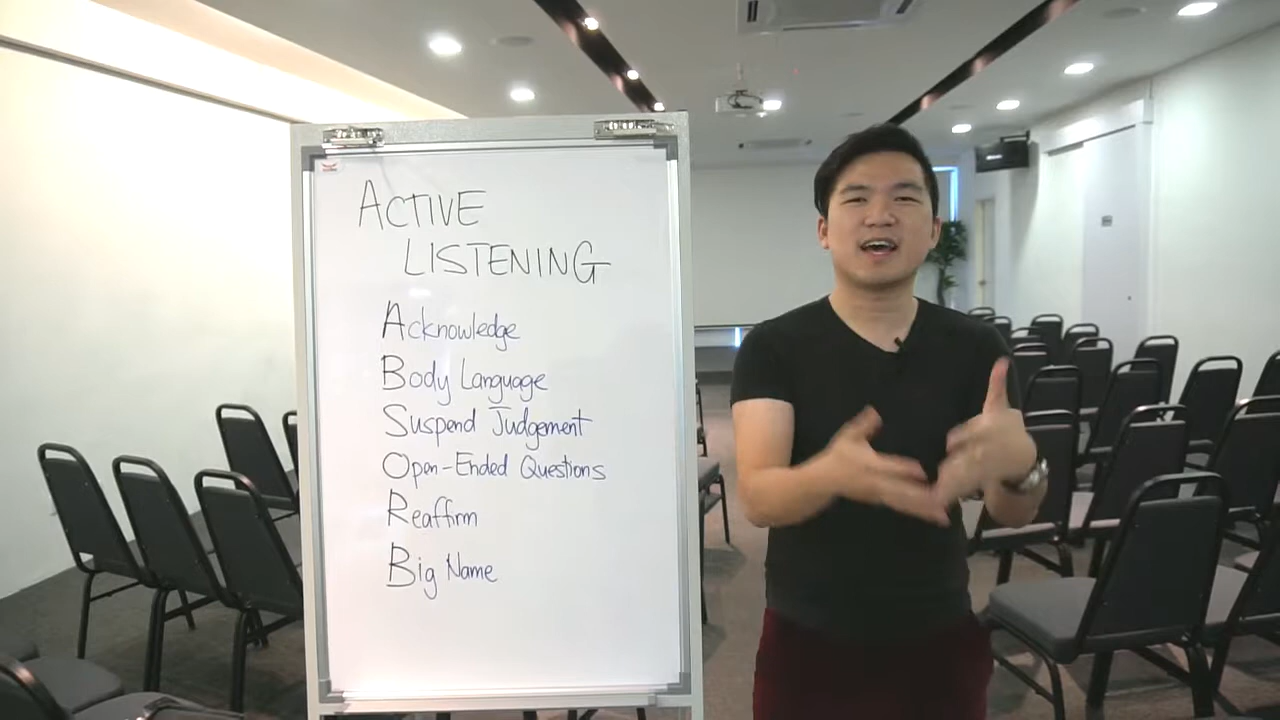 ACTIVE
LISTENING
Acknowledge
Body Language
Suspend Judgement
Open-Ended Questions
Reaffirm
Big Name